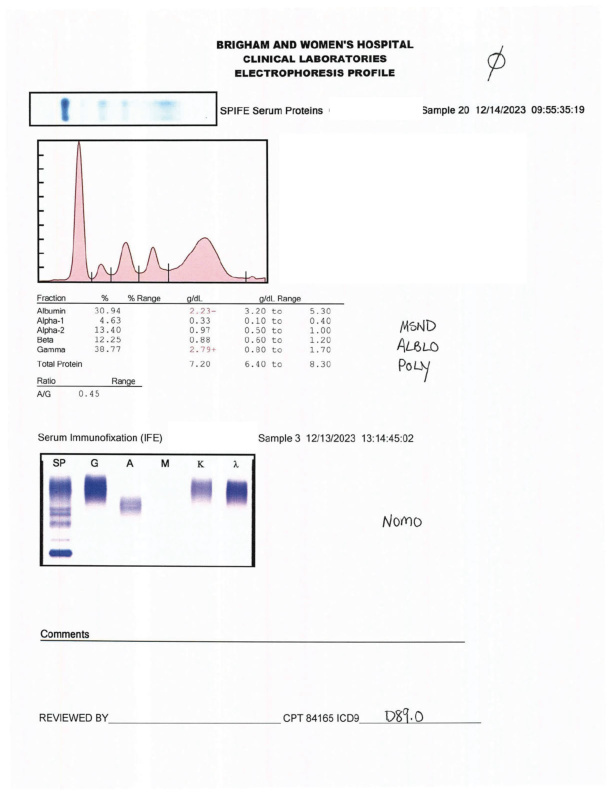 BRIGHAM AND WOMEN'S HOSPITAL
CLINICAL LABORATORIES
ELECTROPHORESIS PROFILE
Ø
SPIFE Serum Proteins Sample 20 12/14/2023 09:55:35:19
Fraction % % Range g/dL g/dL Range
Albumin 30.94 2.23- 3.20 to 5.30
Alpha-1 4.63 0.33 0.10 to 0.40
Alpha-2 13.40 0.97 0.50 to 1.00
Beta 12.25 0.88 0.60 to 1.20
Gamma 38.77 2.79+ 0.80 to 1.70
Total Protein 7.20 6.40 to 8.30
Ratio Range
A/G 0.45
MSND
ALBLO
POLY
Serum Immunofixation (IFE) Sample 3 12/13/2023 13:14:45:02
SP G A M K λ
NOMO
Comments
REVIEWED BY CPT 84165 ICD9 D89.0